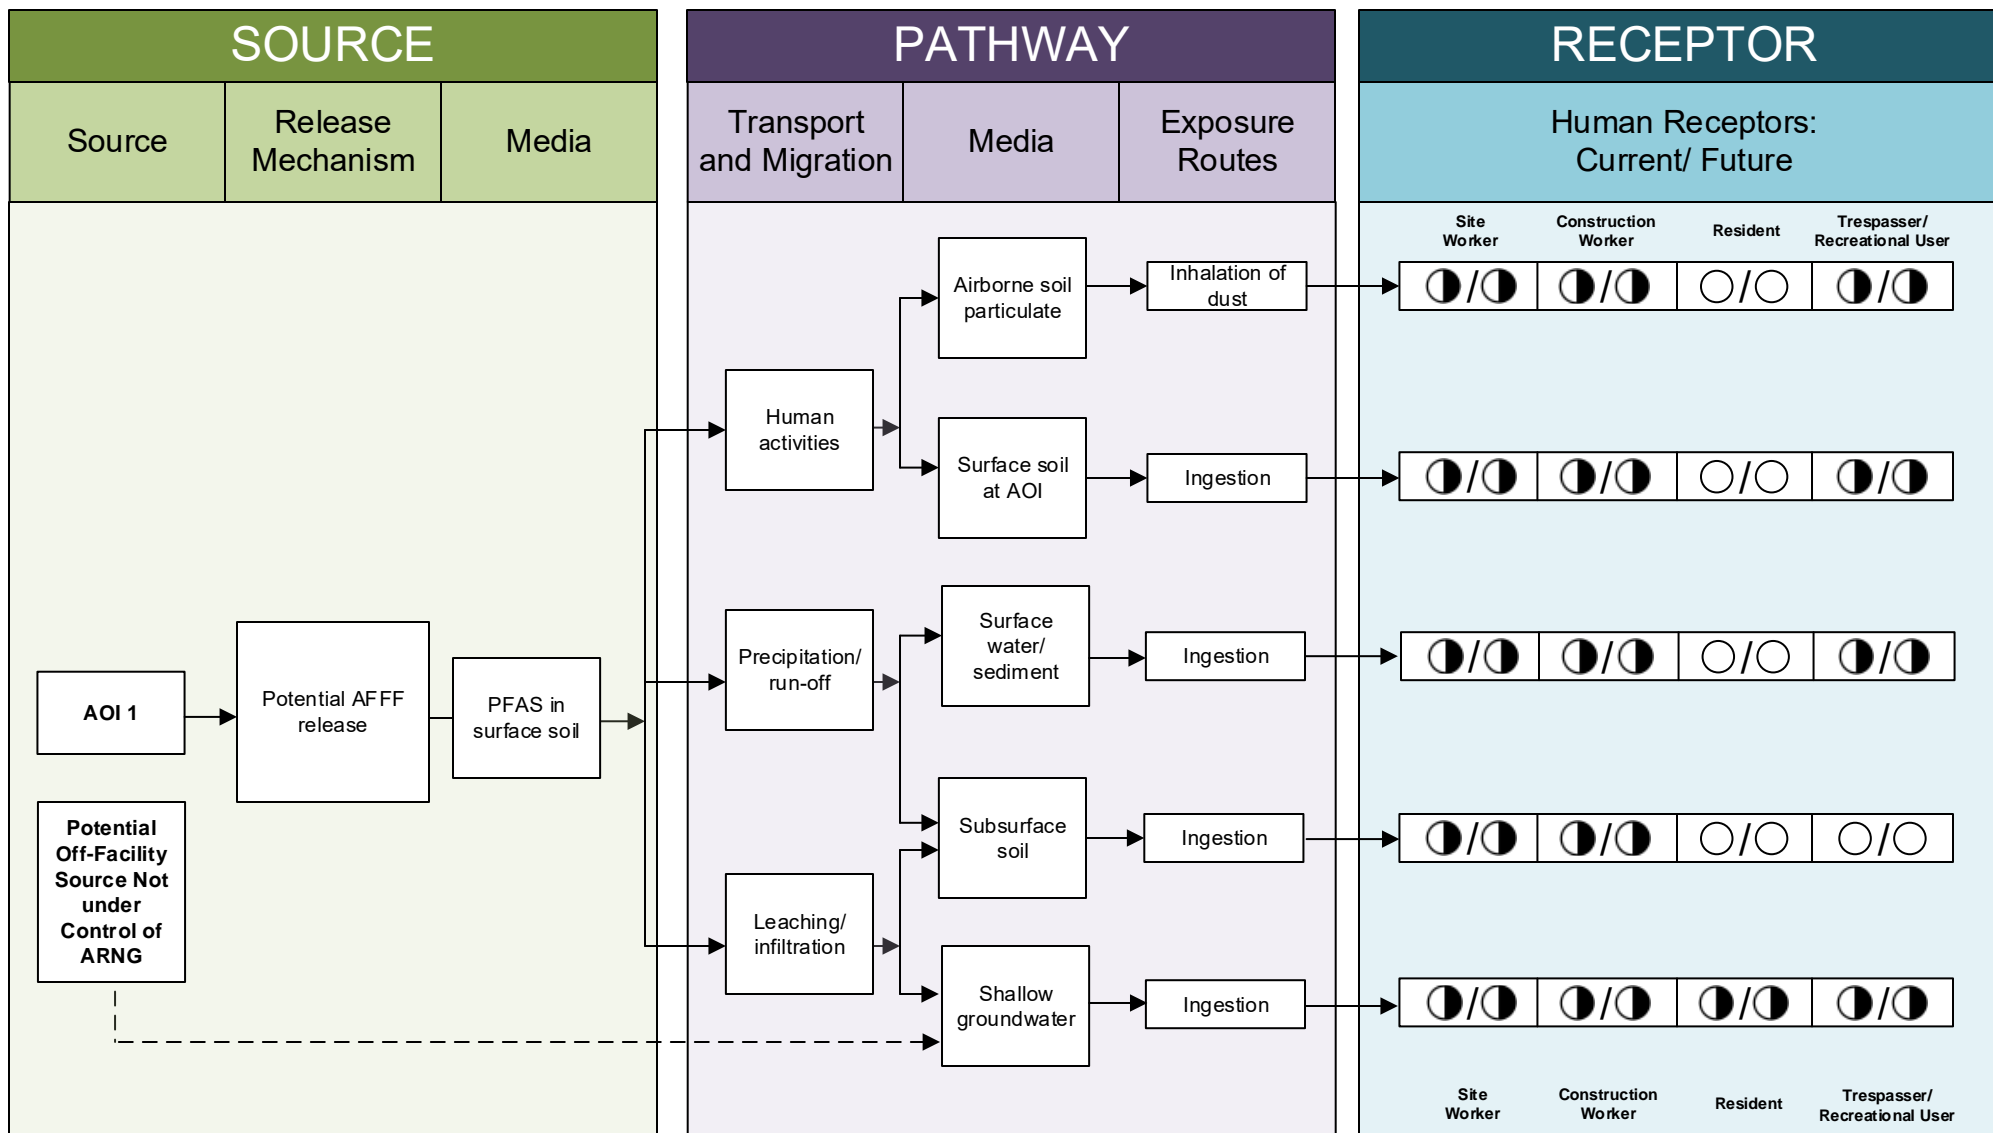 SOURCE
PATHWAY
RECEPTOR
Source
Release
Mechanism
Media
Transport
and Migration
Media
Exposure
Routes
Human Receptors:
Current/ Future
Site
Worker
Construction
Worker
Resident
Trespasser/
Recreational User
Airborne soil
particulate
Inhalation of
dust
/
/
/
/
Human
activities
Surface soil
at AOI
Ingestion
/
/
/
/
AOI 1
Potential AFFF
release
PFAS in
surface soil
Precipitation/
run-off
Surface
water/
sediment
Ingestion
/
/
/
/
Potential
Off-Facility
Source Not
under
Control of
ARNG
Subsurface
soil
Ingestion
/
/
/
/
Leaching/
infiltration
Shallow
groundwater
Ingestion
/
/
/
/
Site
Worker
Construction
Worker
Resident
Trespasser/
Recreational User